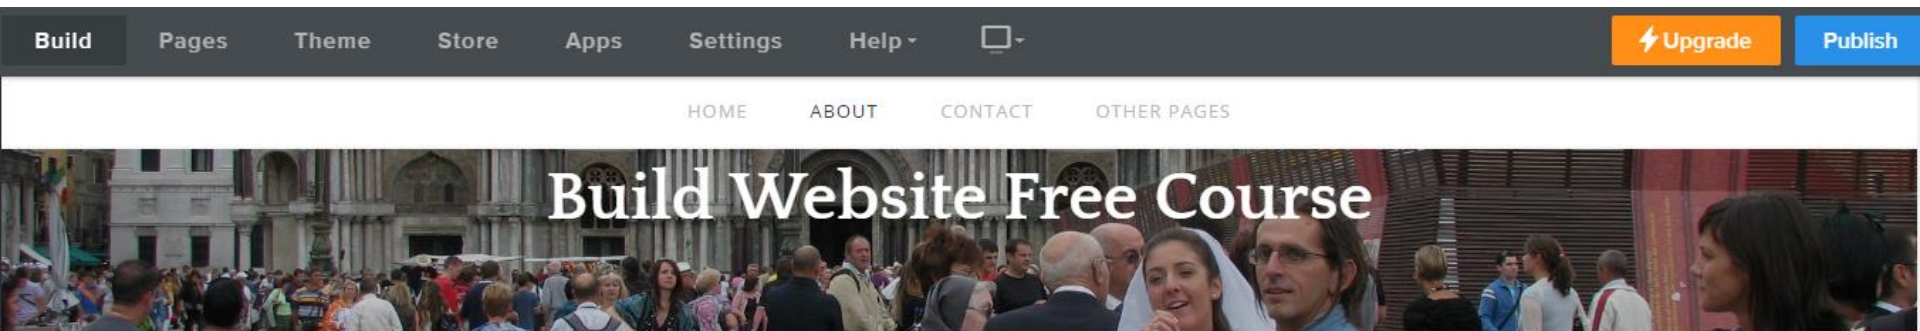 Build Pages Theme Store Apps Settings Help Upgrade Publish
HOME ABOUT CONTACT OTHER PAGES
Build Website Free Course